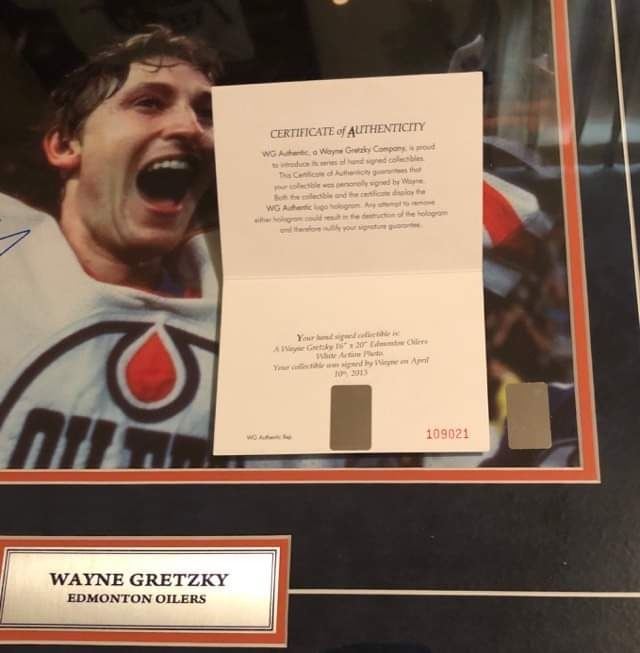 CERTIFICATE of AUTHENTICITY
WG Authentic, a Wayne Gretzky Company, is proud
to introduce its series of hand signed collectibles.
This Certificate of Authenticity guarantees that
your collectible was personally signed by Wayne.
Both the collectible and the certificate display the
WG Authentic logo hologram. Any attempt to remove
either hologram could result in the destruction of the hologram
and therefore nullify your signature guarantee.
Your hand signed collectible is:
A Wayne Gretzky 16" x 20" Edmonton Oilers
White Action Photo
Your collectible was signed by Wayne on April
10th, 2013
WG Authentic Rep
109021
WAYNE GRETZKY
EDMONTON OILERS